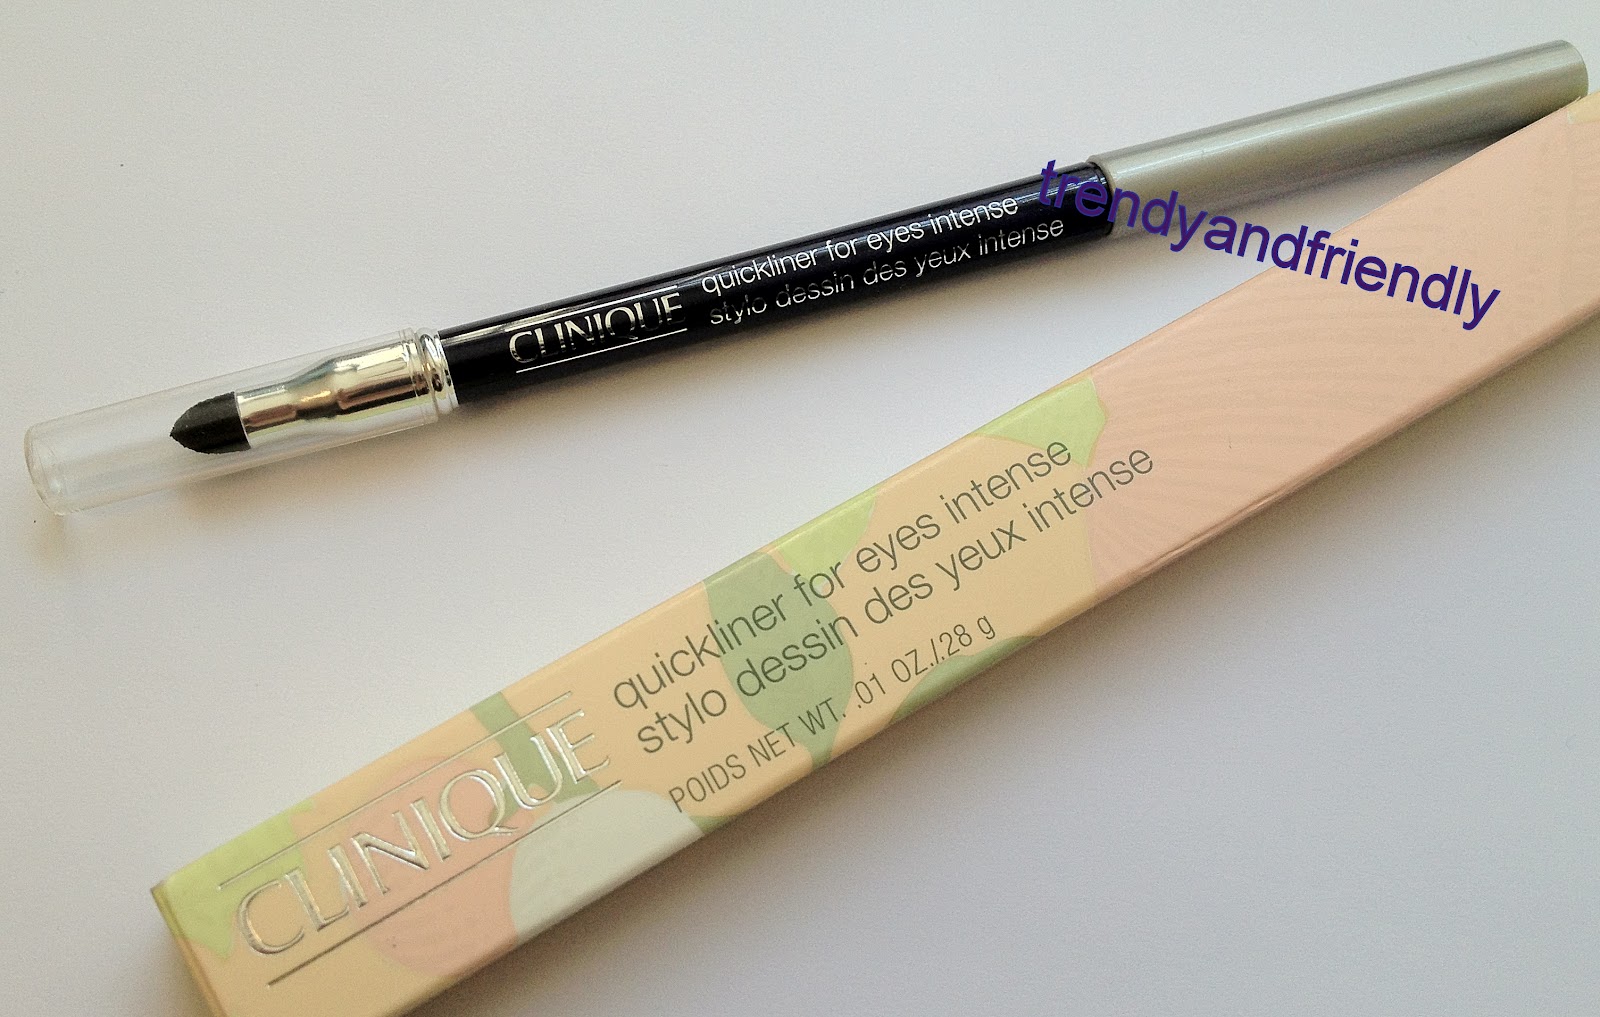 CLINIQUE
quickliner for eyes intense
stylo dessin des yeux intense
trendyandfriendly
CLINIQUE
quickliner for eyes intense
stylo dessin des yeux intense
POIDS NET WT. .01 OZ./.28 g